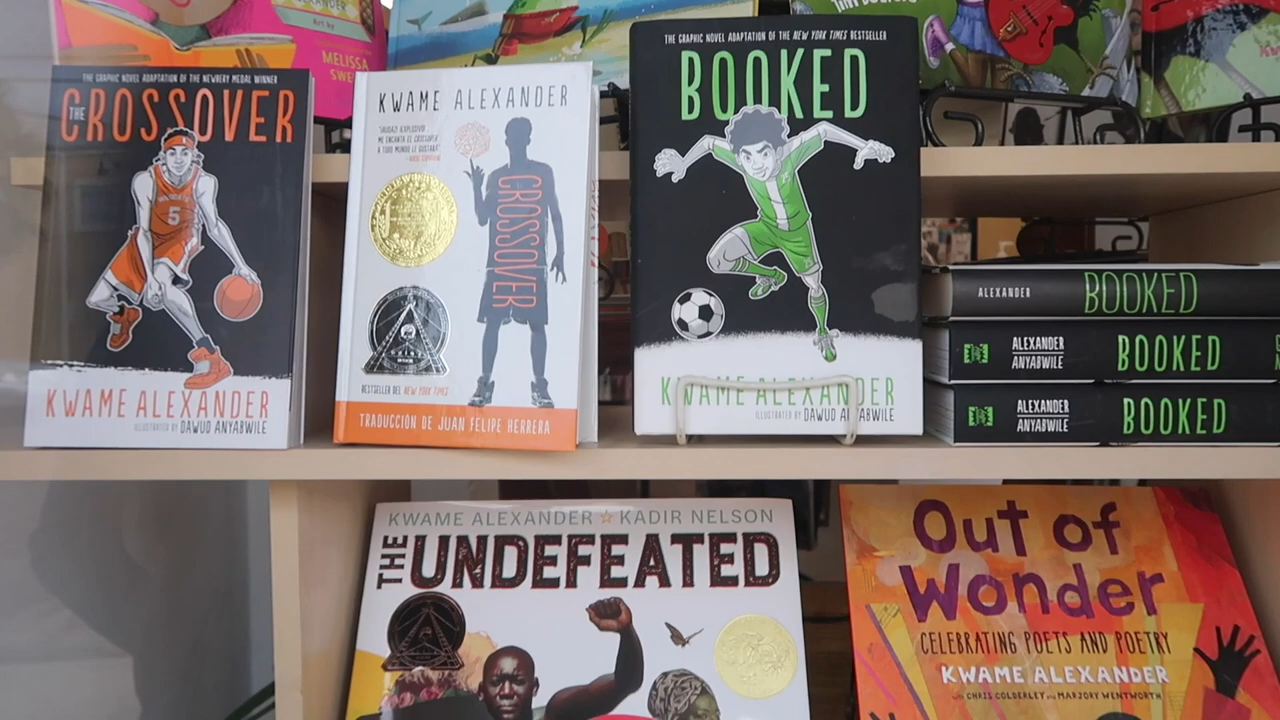 ALEXANDER
Art by
MELISSA
THE GRAPHIC NOVEL ADAPTATION OF THE NEWBERY MEDAL WINNER
THE
CROSSOVER
5
KWAME ALEXANDER
ILLUSTRATED BY DAWUD ANYABWILE
KWAME ALEXANDER
CROSSOVER
BESTSELLER DEL NEW YORK TIMES
TRADUCCIÓN DE JUAN FELIPE HERRERA
THE GRAPHIC NOVEL ADAPTATION OF THE NEW YORK TIMES BESTSELLER
BOOKED
KWAME ALEXANDER
ILLUSTRATED BY DAWUD ANYABWILE
ALEXANDER BOOKED
ALEXANDER
ANYABWILE
BOOKED
ALEXANDER
ANYABWILE
BOOKED
KWAME ALEXANDER ☆ KADIR NELSON
THE
UNDEFEATED
Out of
Wonder
CELEBRATING POETS AND POETRY
KWAME ALEXANDER
with CHRIS COLDERLEY and MARJORY WENTWORTH